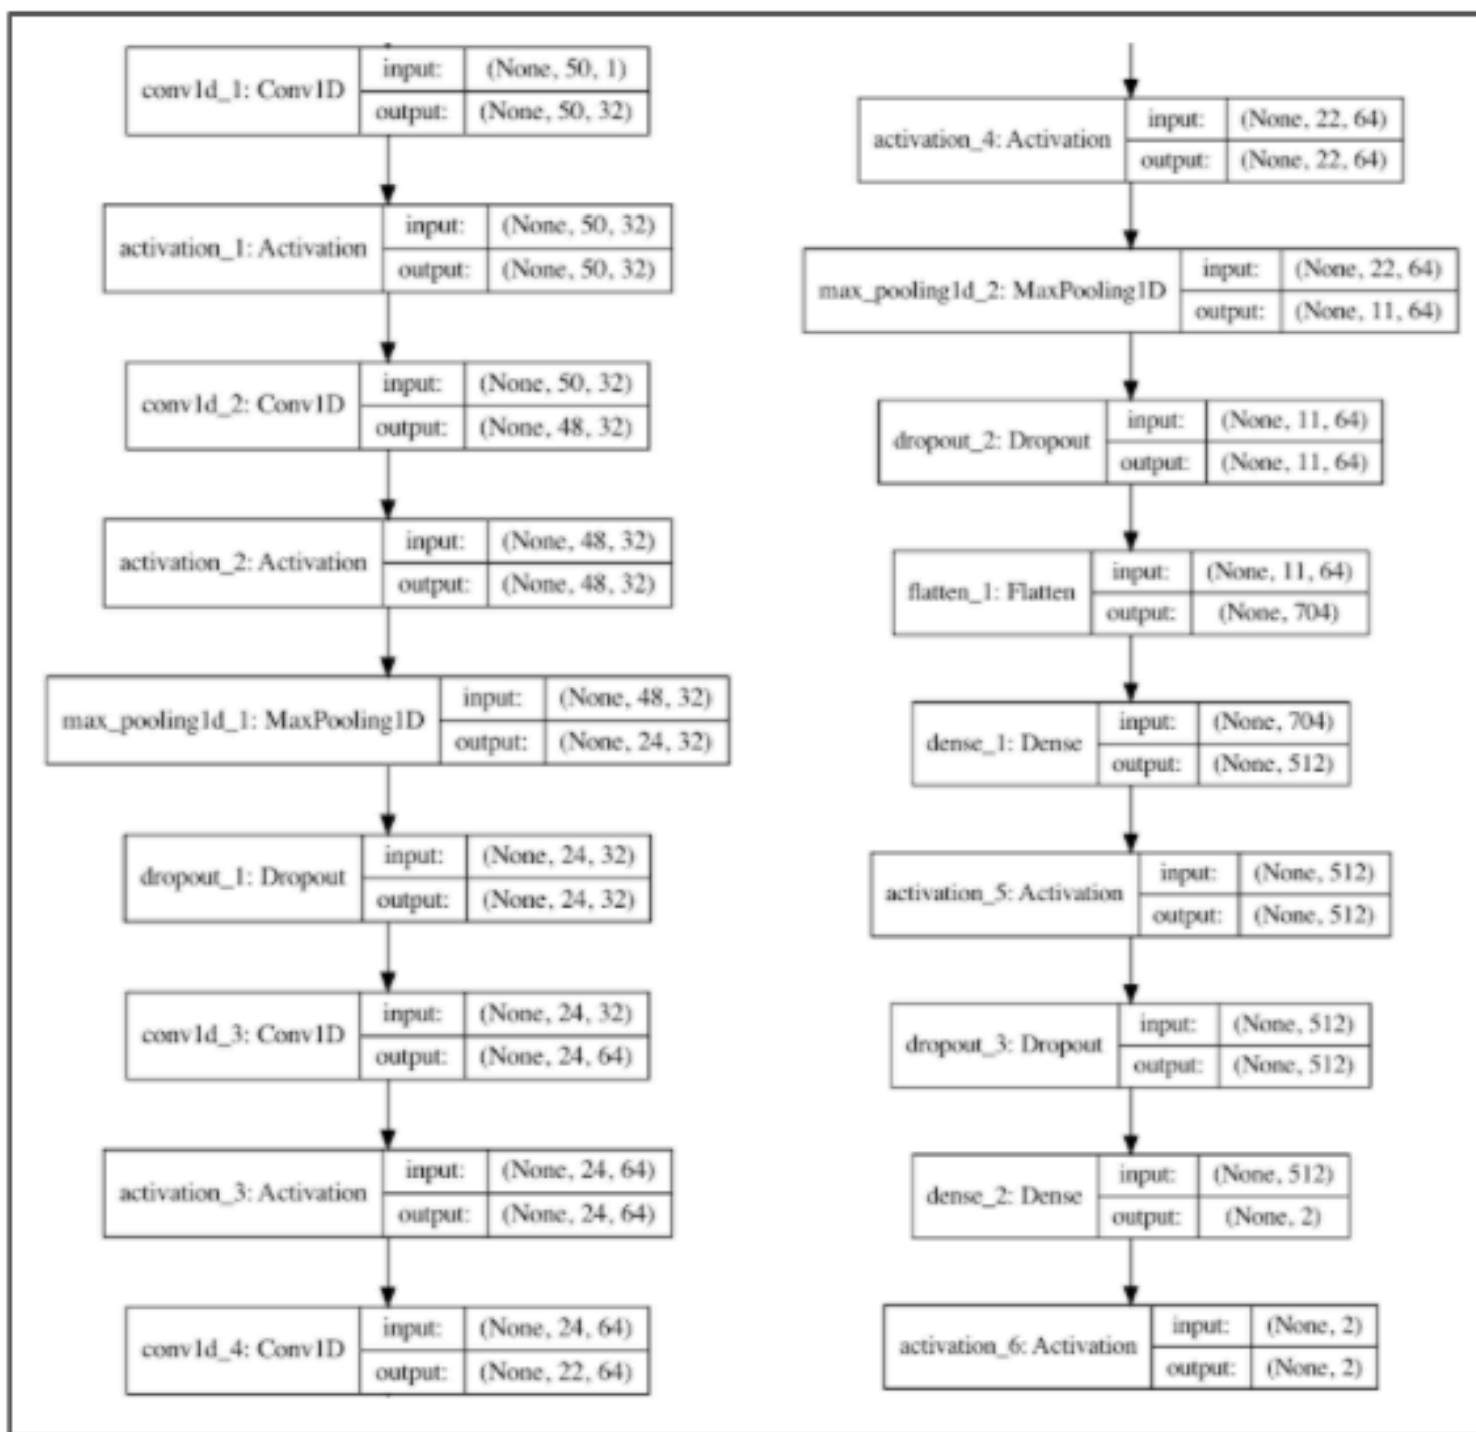 conv1d_1: Conv1D
input: (None, 50, 1)
output: (None, 50, 32)
activation_1: Activation
input: (None, 50, 32)
output: (None, 50, 32)
conv1d_2: Conv1D
input: (None, 50, 32)
output: (None, 48, 32)
activation_2: Activation
input: (None, 48, 32)
output: (None, 48, 32)
max_pooling1d_1: MaxPooling1D
input: (None, 48, 32)
output: (None, 24, 32)
dropout_1: Dropout
input: (None, 24, 32)
output: (None, 24, 32)
conv1d_3: Conv1D
input: (None, 24, 32)
output: (None, 24, 64)
activation_3: Activation
input: (None, 24, 64)
output: (None, 24, 64)
conv1d_4: Conv1D
input: (None, 24, 64)
output: (None, 22, 64)
activation_4: Activation
input: (None, 22, 64)
output: (None, 22, 64)
max_pooling1d_2: MaxPooling1D
input: (None, 22, 64)
output: (None, 11, 64)
dropout_2: Dropout
input: (None, 11, 64)
output: (None, 11, 64)
flatten_1: Flatten
input: (None, 11, 64)
output: (None, 704)
dense_1: Dense
input: (None, 704)
output: (None, 512)
activation_5: Activation
input: (None, 512)
output: (None, 512)
dropout_3: Dropout
input: (None, 512)
output: (None, 512)
dense_2: Dense
input: (None, 512)
output: (None, 2)
activation_6: Activation
input: (None, 2)
output: (None, 2)